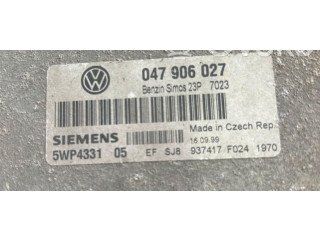 047 906 027
Benzin Simos 23P 7023
SIEMENS
Made in Czech Rep.
16.09.99
5WP4331 05 EF SJ8 937417 F024 1970